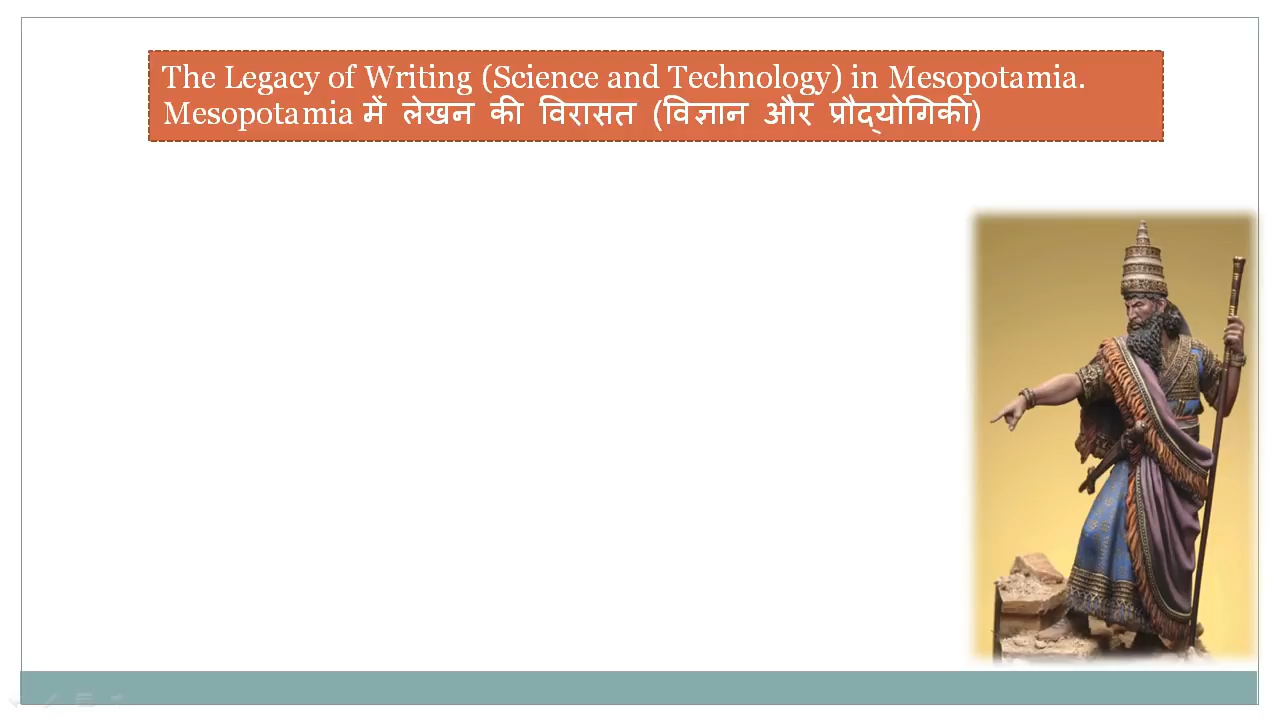 The Legacy of Writing (Science and Technology) in Mesopotamia.
Mesopotamia में लेखन की विरासत (विज्ञान और प्रौद्योगिकी)